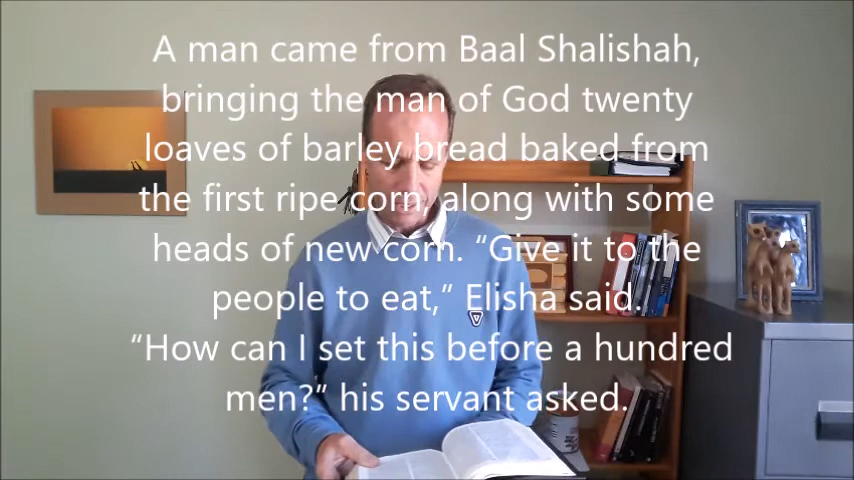 A man came from Baal Shalishah,
bringing the man of God twenty
loaves of barley bread baked from
the first ripe corn, along with some
heads of new corn. “Give it to the
people to eat,” Elisha said.
“How can I set this before a hundred
men?” his servant asked.